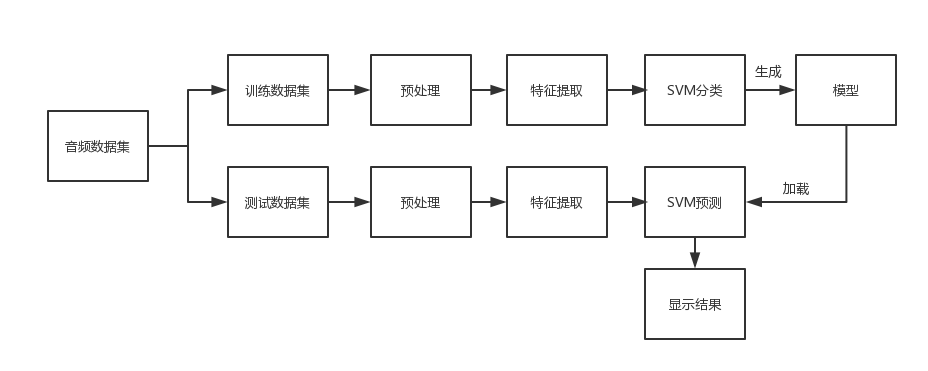 训练数据集
预处理
特征提取
SVM分类
生成
模型
音频数据集
测试数据集
预处理
特征提取
SVM预测
加载
显示结果